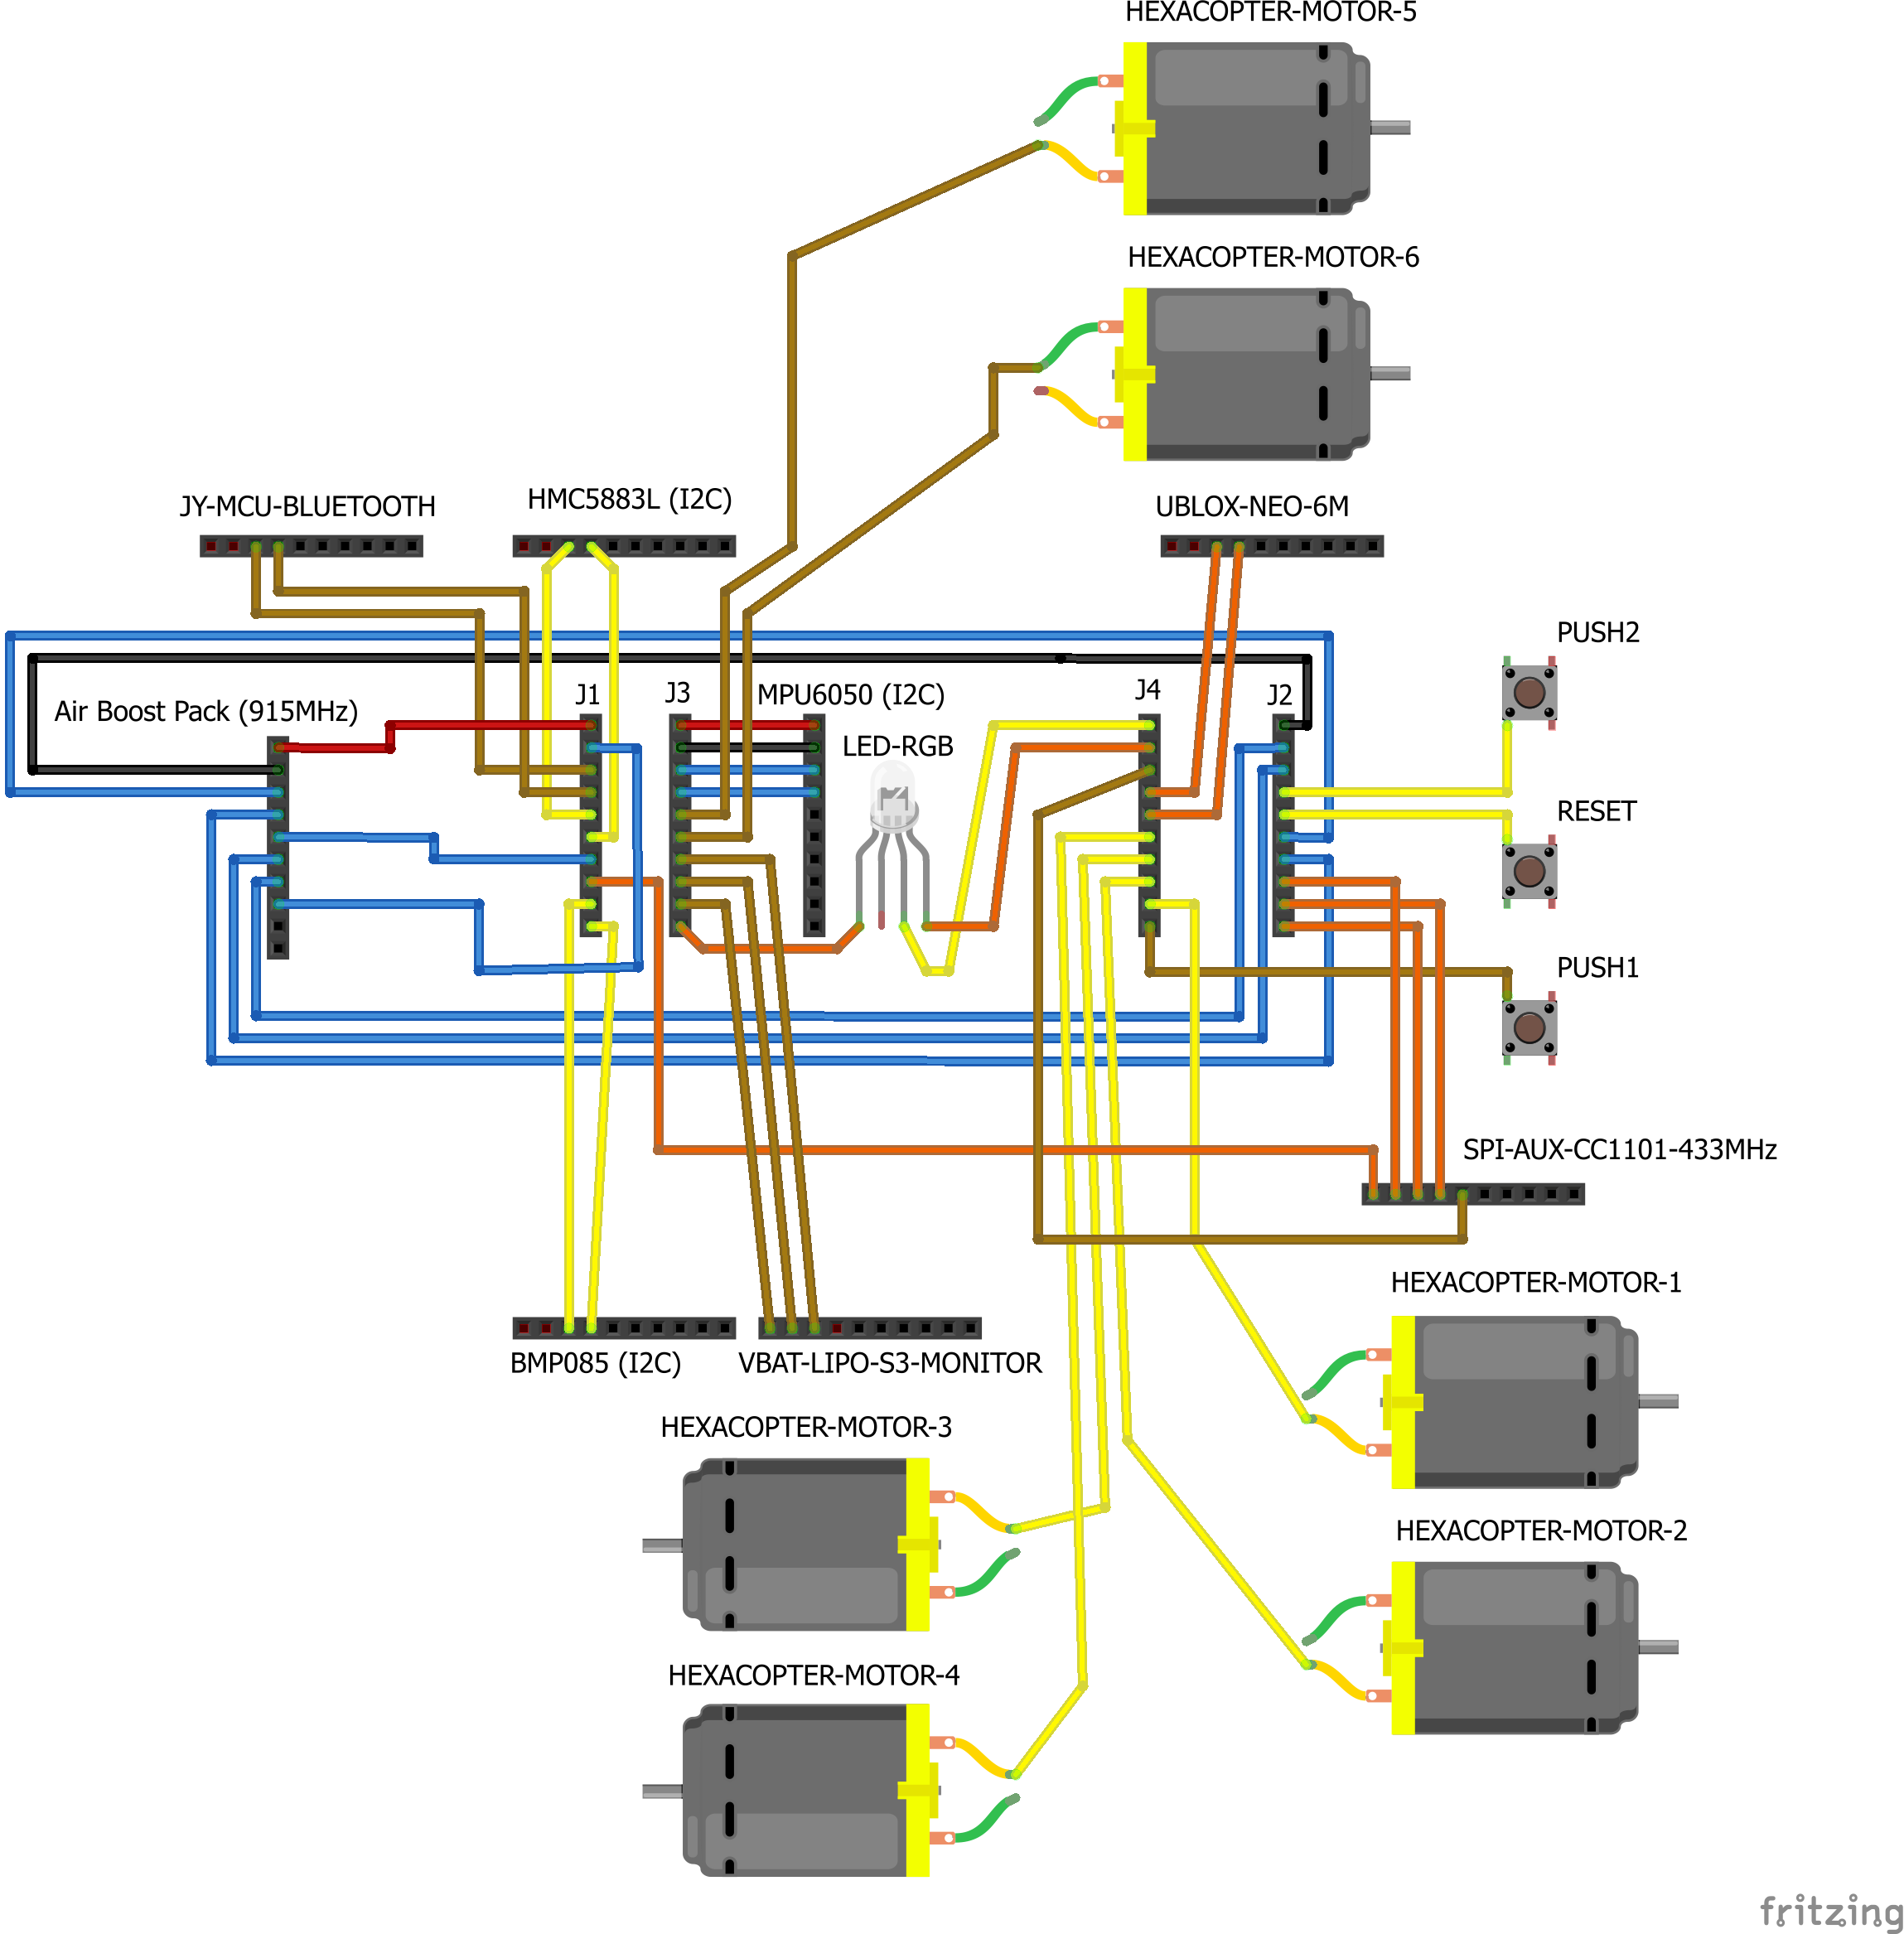 HEXACOPTER-MOTOR-5
HEXACOPTER-MOTOR-6
JY-MCU-BLUETOOTH
HMC5883L (I2C)
UBLOX-NEO-6M
PUSH2
Air Boost Pack (915MHz)
J1
J3
MPU6050 (I2C)
J4
J2
LED-RGB
RESET
PUSH1
SPI-AUX-CC1101-433MHz
HEXACOPTER-MOTOR-1
BMP085 (I2C)
VBAT-LIPO-S3-MONITOR
HEXACOPTER-MOTOR-3
HEXACOPTER-MOTOR-2
HEXACOPTER-MOTOR-4
fritzing